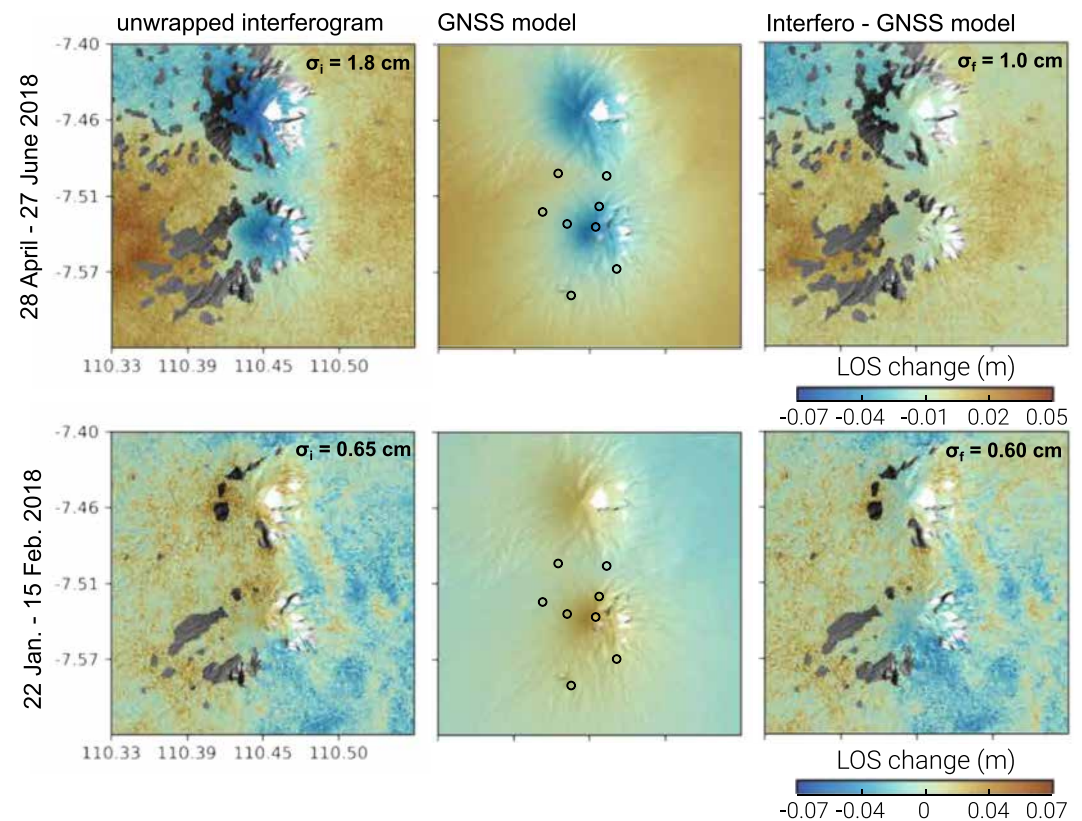 unwrapped interferogram
GNSS model
Interfero - GNSS model
28 April - 27 June 2018
-7.40
-7.46
-7.51
-7.57
σi = 1.8 cm
σf = 1.0 cm
110.33 110.39 110.45 110.50
LOS change (m)
-0.07 -0.04 -0.01 0.02 0.05
22 Jan. - 15 Feb. 2018
-7.40
-7.46
-7.51
-7.57
σi = 0.65 cm
σf = 0.60 cm
110.33 110.39 110.45 110.50
LOS change (m)
-0.07 -0.04 0 0.04 0.07